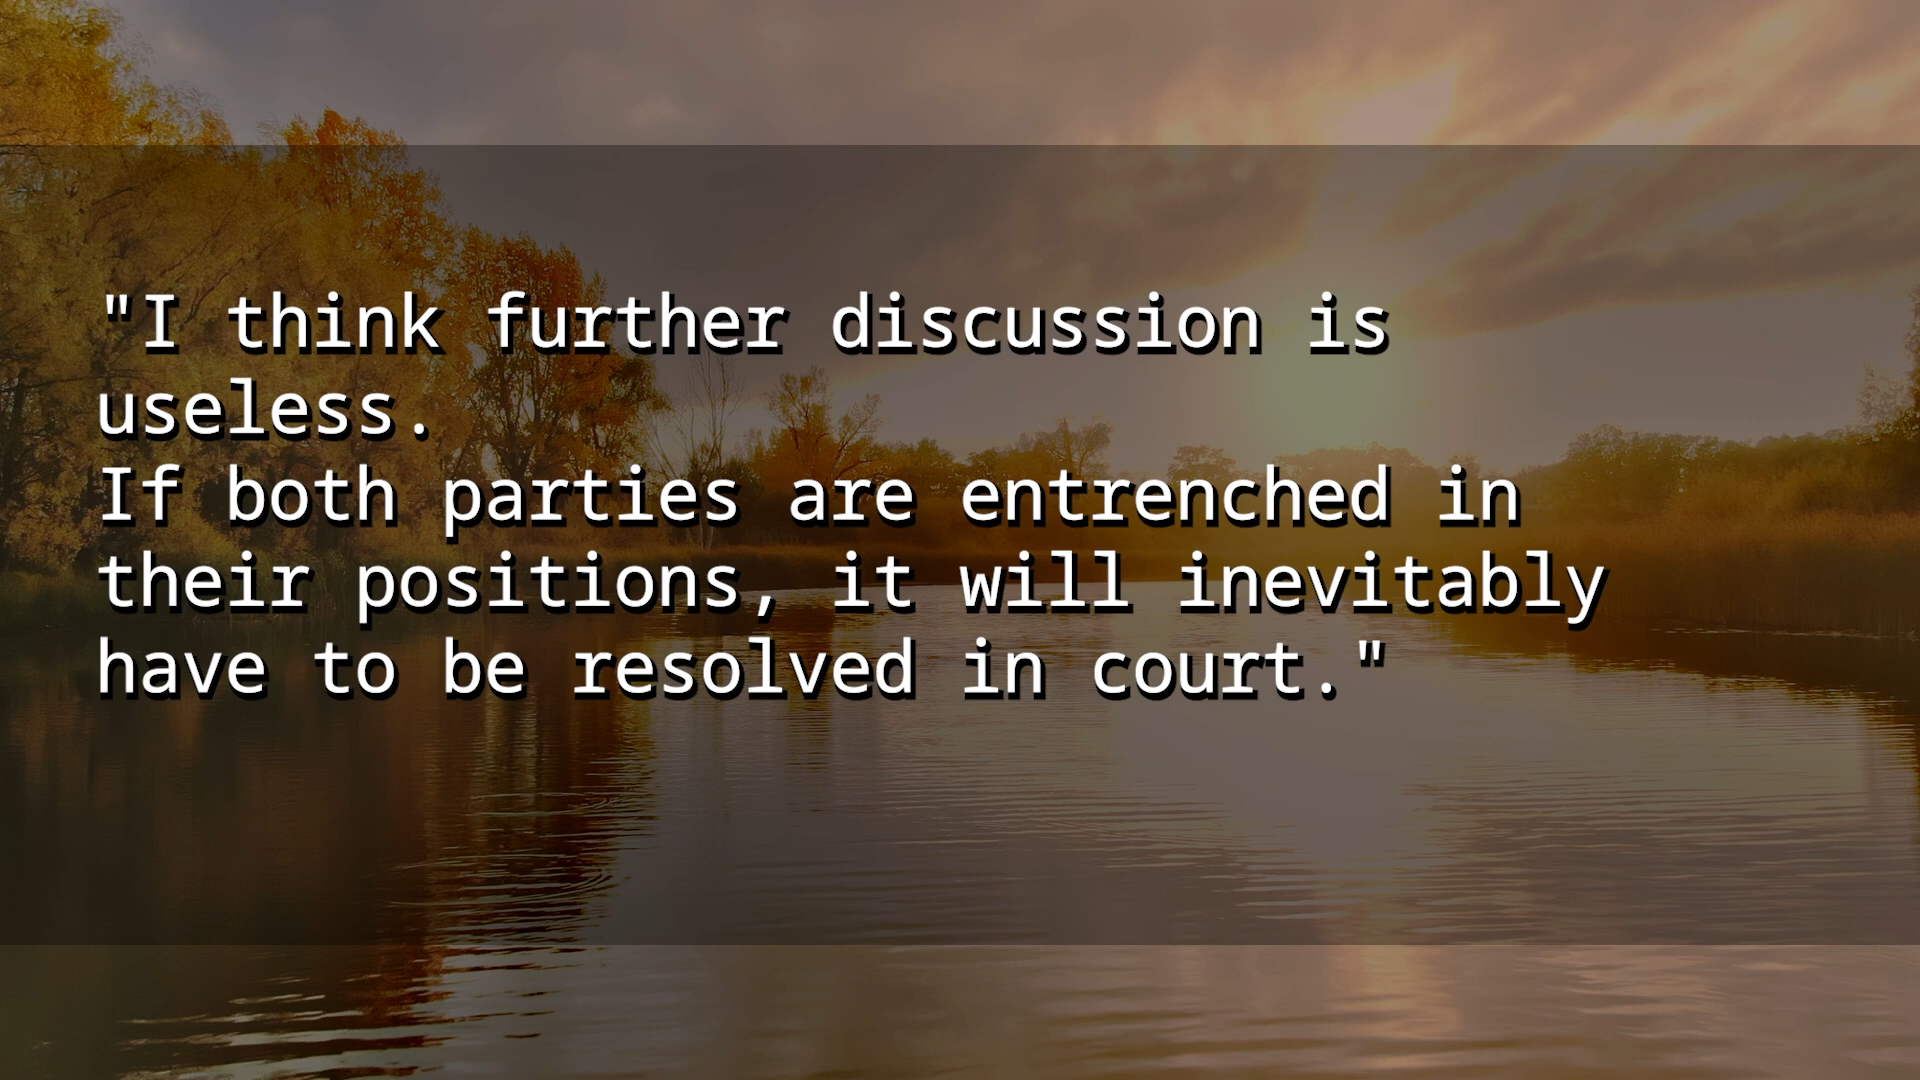 "I think further discussion is
useless.
If both parties are entrenched in
their positions, it will inevitably
have to be resolved in court."